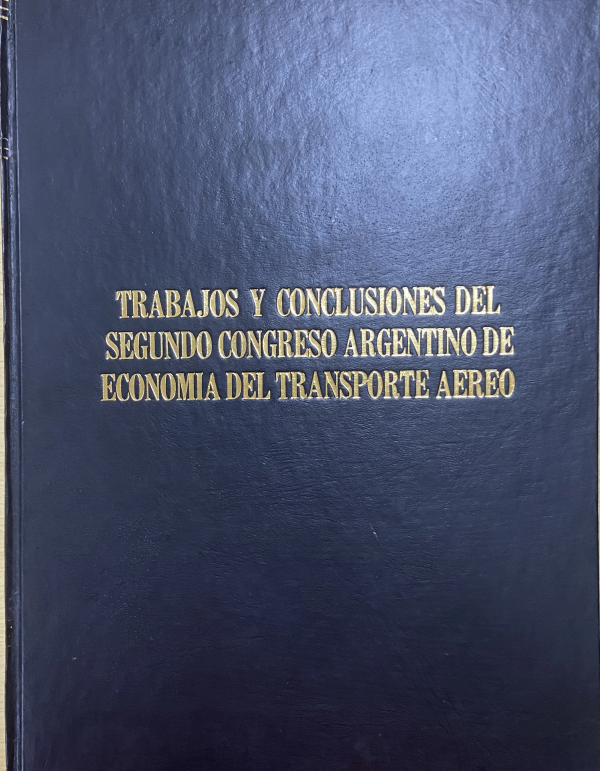 TRABAJOS Y CONCLUSIONES DEL
SEGUNDO CONGRESO ARGENTINO DE
ECONOMIA DEL TRANSPORTE AEREO